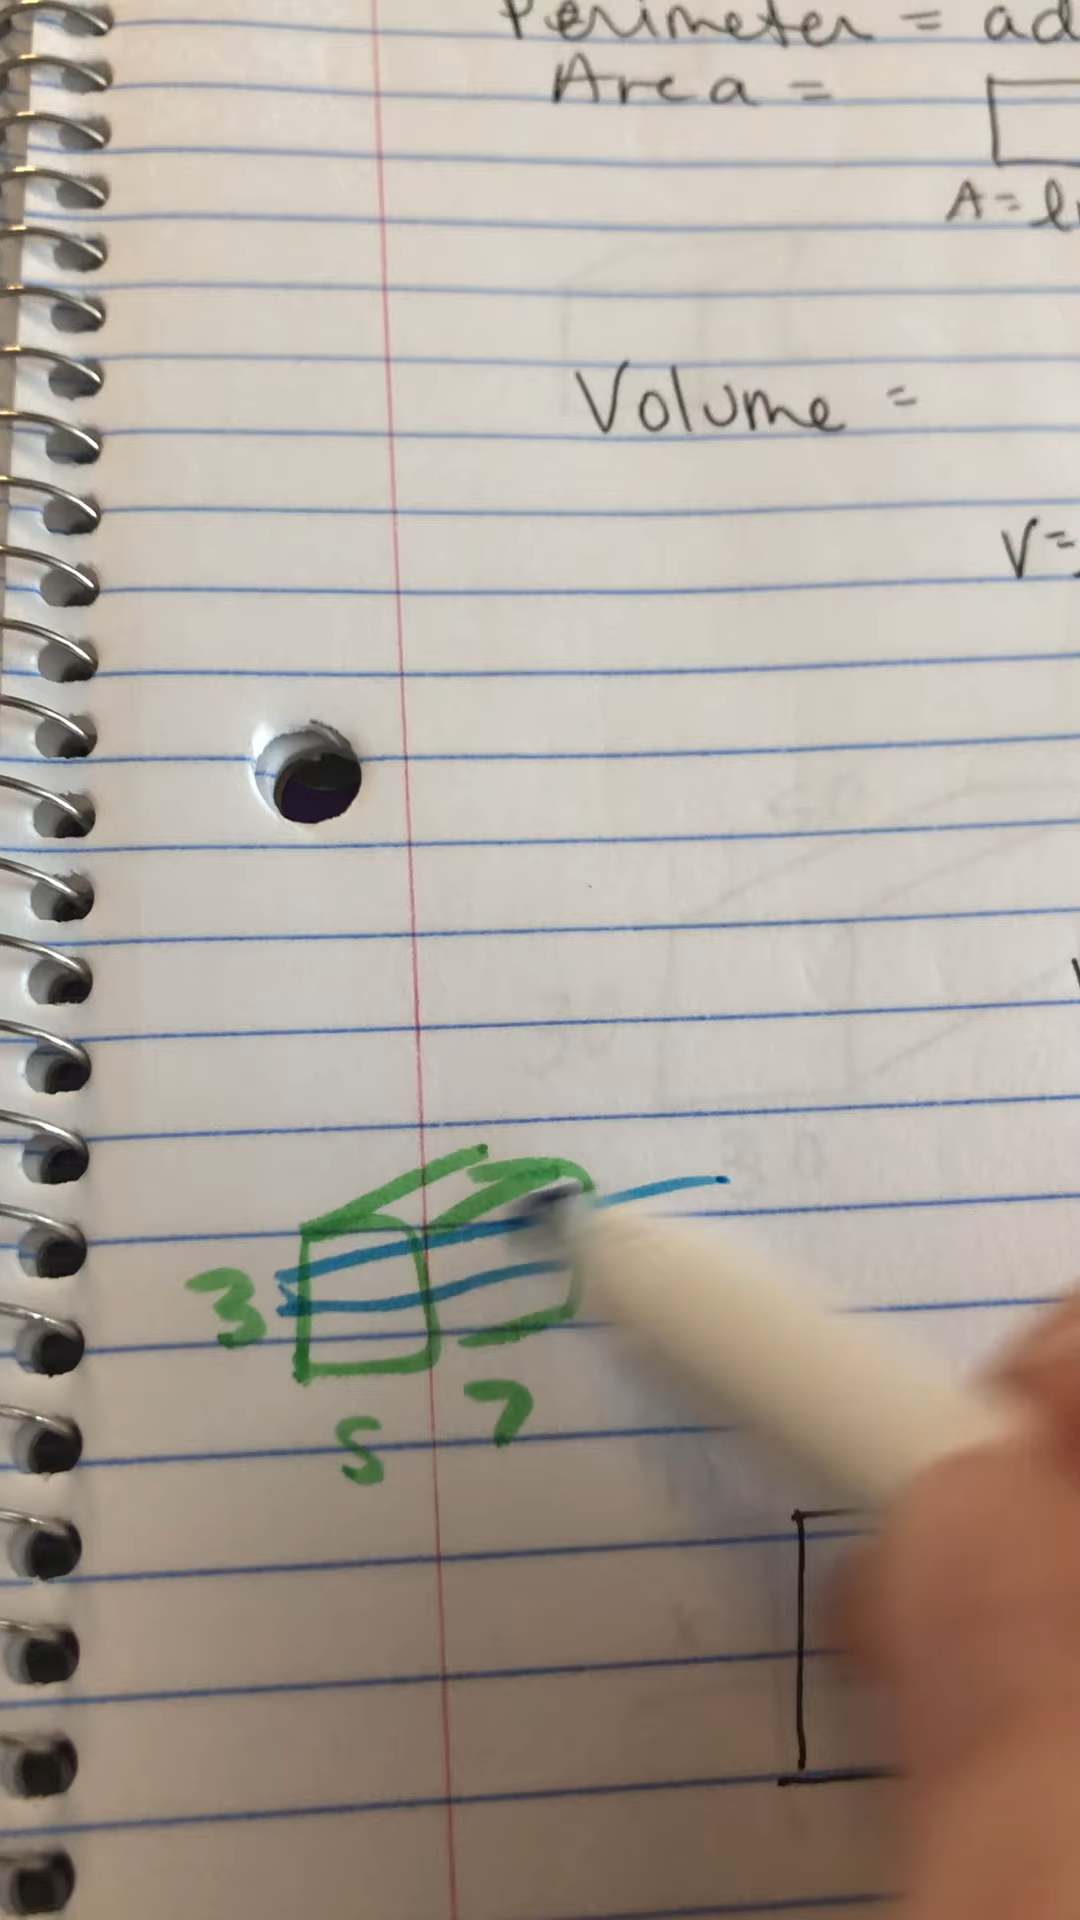 Perimeter = ad
Area =
A = l
Volume =
V =
3
5
7